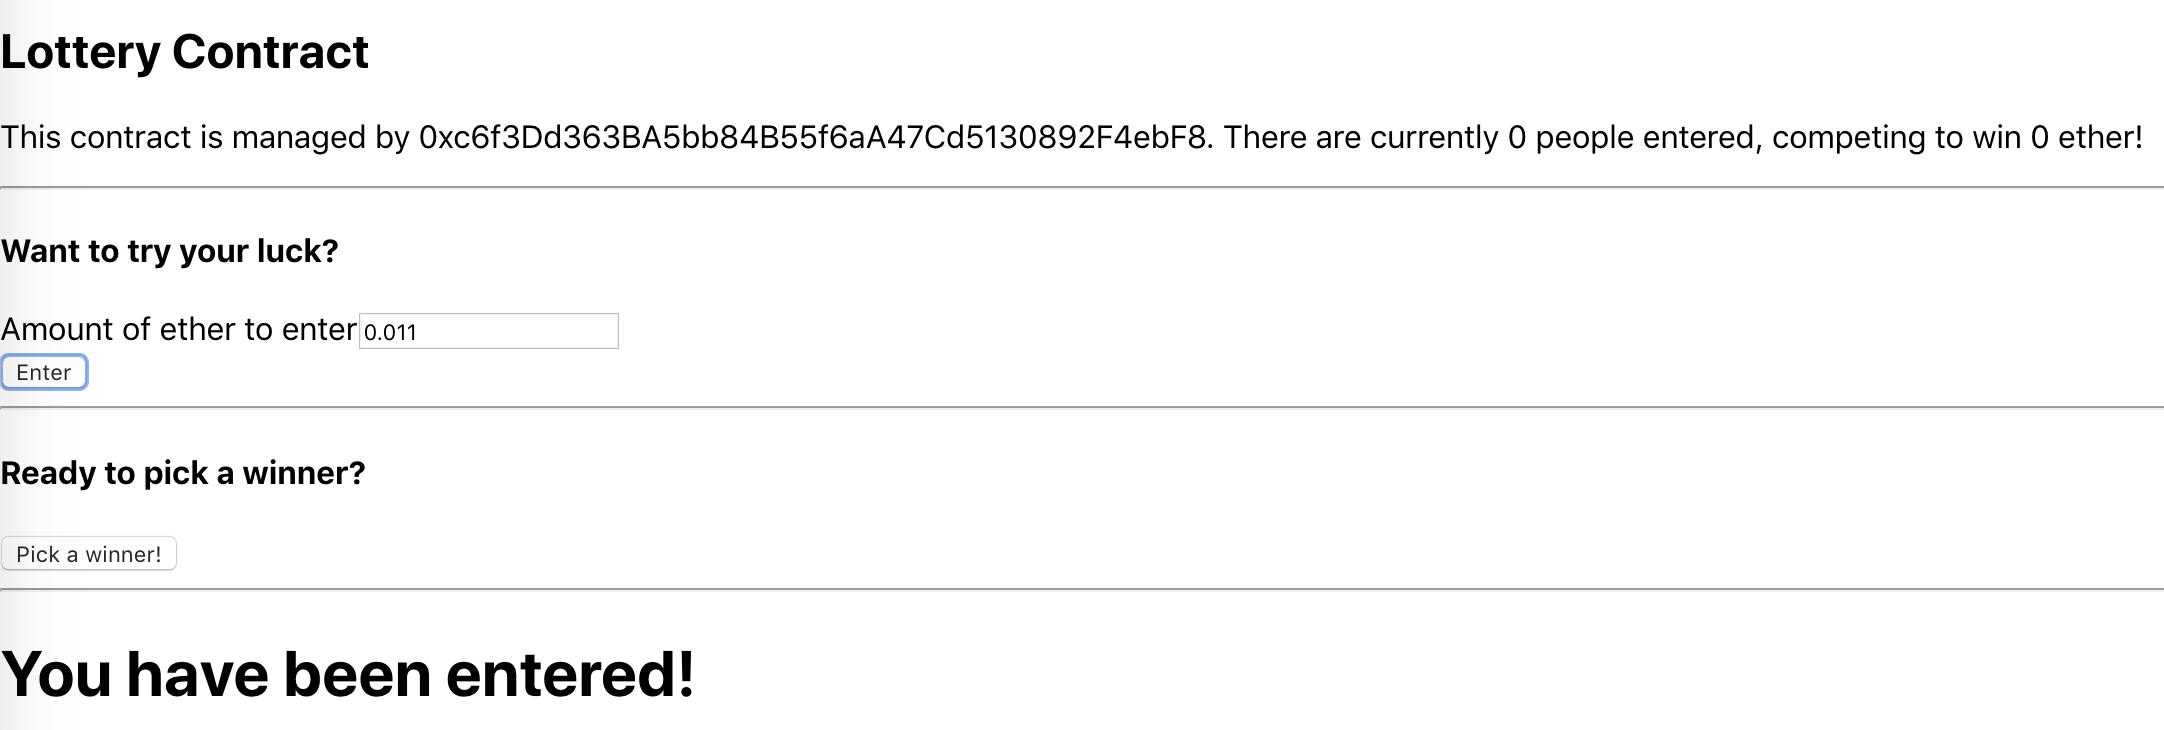 Lottery Contract
This contract is managed by 0xc6f3Dd363BA5bb84B55f6aA47Cd5130892F4ebF8. There are currently 0 people entered, competing to win 0 ether!
Want to try your luck?
Amount of ether to enter 0.011
Enter
Ready to pick a winner?
Pick a winner!
You have been entered!